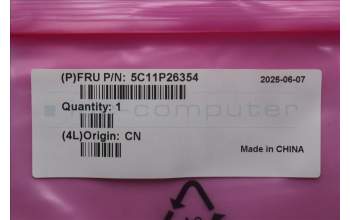 (P)FRU P/N: 5C11P26354
2025-06-07
Quantity: 1
(4L)Origin: CN
Made in CHINA